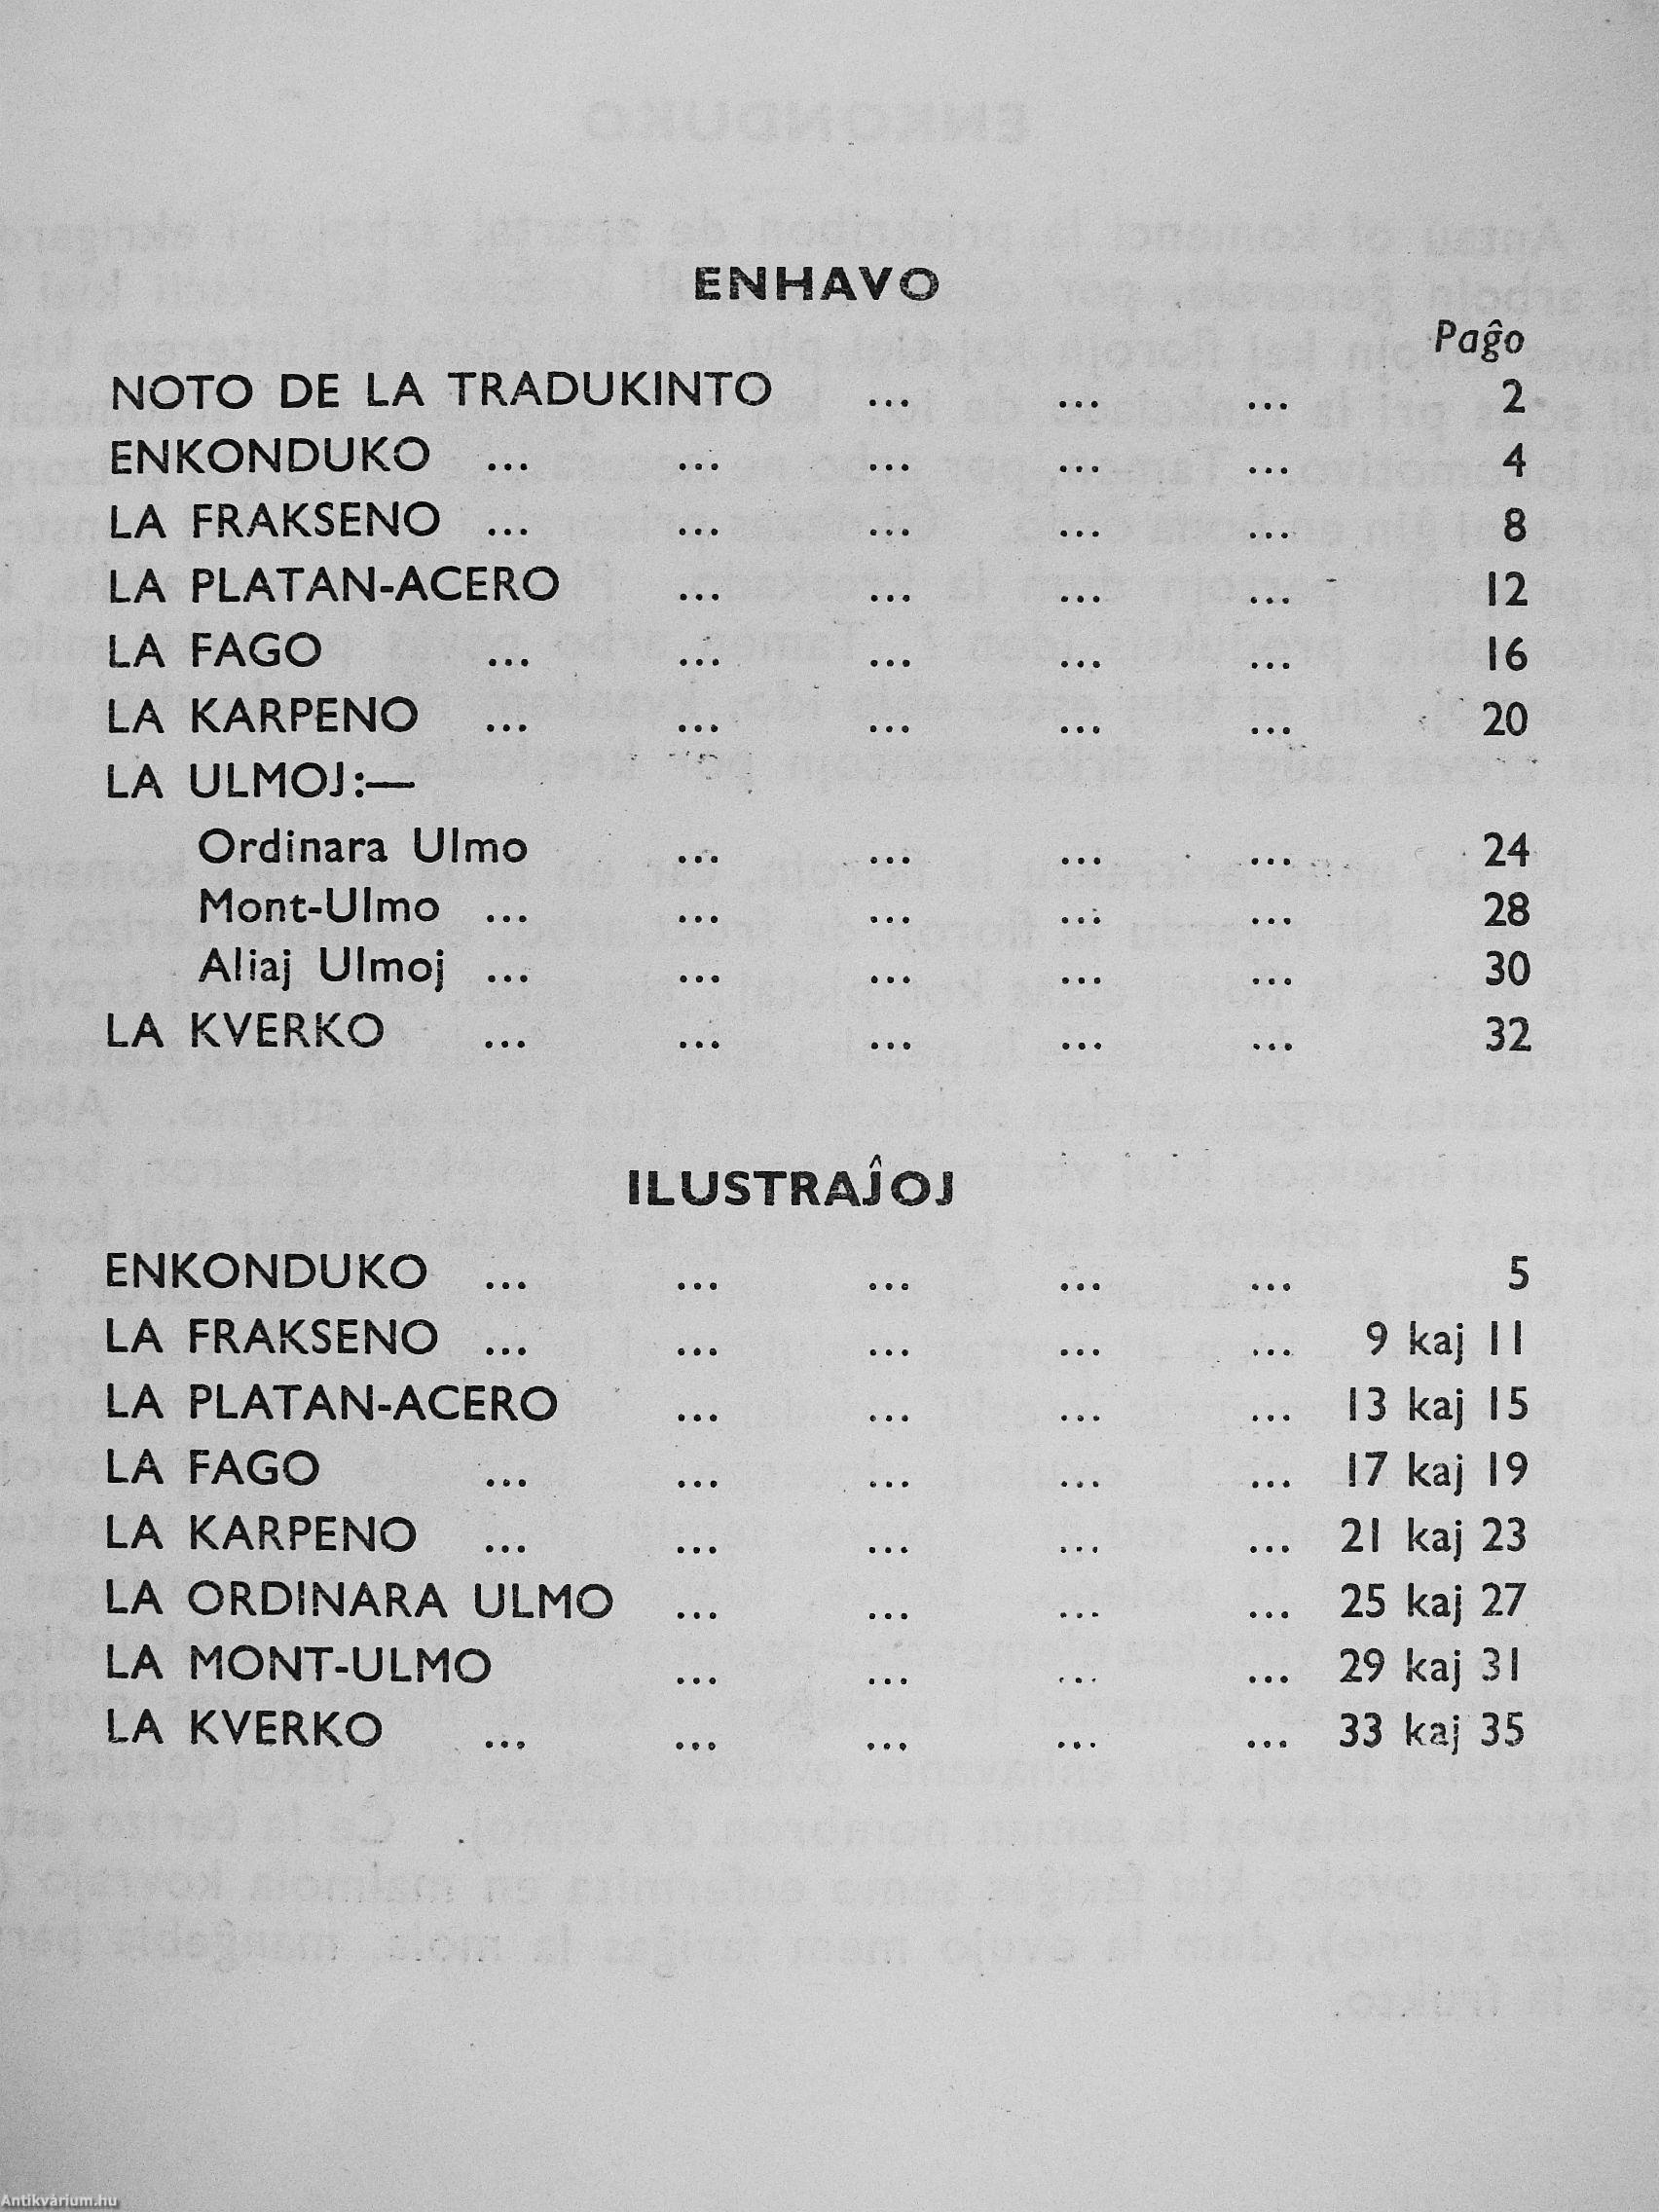 ENHAVO
Paĝo
NOTO DE LA TRADUKINTO ... ... ... 2
ENKONDUKO ... ... ... ... ... 4
LA FRAKSENO ... ... ... ... ... 8
LA PLATAN-ACERO ... ... ... ... 12
LA FAGO ... ... ... ... ... 16
LA KARPENO ... ... ... ... ... 20
LA ULMOJ:—
Ordinara Ulmo ... ... ... ... 24
Mont-Ulmo ... ... ... ... ... 28
Aliaj Ulmoj ... ... ... ... ... 30
LA KVERKO ... ... ... ... ... 32
ILUSTRAĴOJ
ENKONDUKO ... ... ... ... ... 5
LA FRAKSENO ... ... ... ... ... 9 kaj 11
LA PLATAN-ACERO ... ... ... ... 13 kaj 15
LA FAGO ... ... ... ... ... 17 kaj 19
LA KARPENO ... ... ... ... ... 21 kaj 23
LA ORDINARA ULMO ... ... ... ... 25 kaj 27
LA MONT-ULMO ... ... ... ... 29 kaj 31
LA KVERKO ... ... ... ... ... 33 kaj 35
Antikvárium.hu